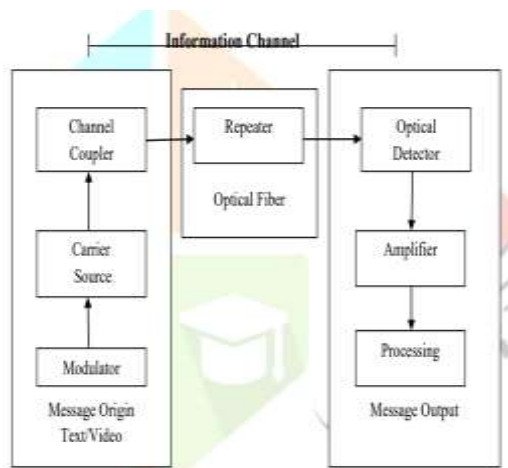 Information Channel
Channel
Coupler
Carrier
Source
Modulator
Message Origin
Text/Video
Repeater
Optical Fiber
Optical
Detector
Amplifier
Processing
Message Output